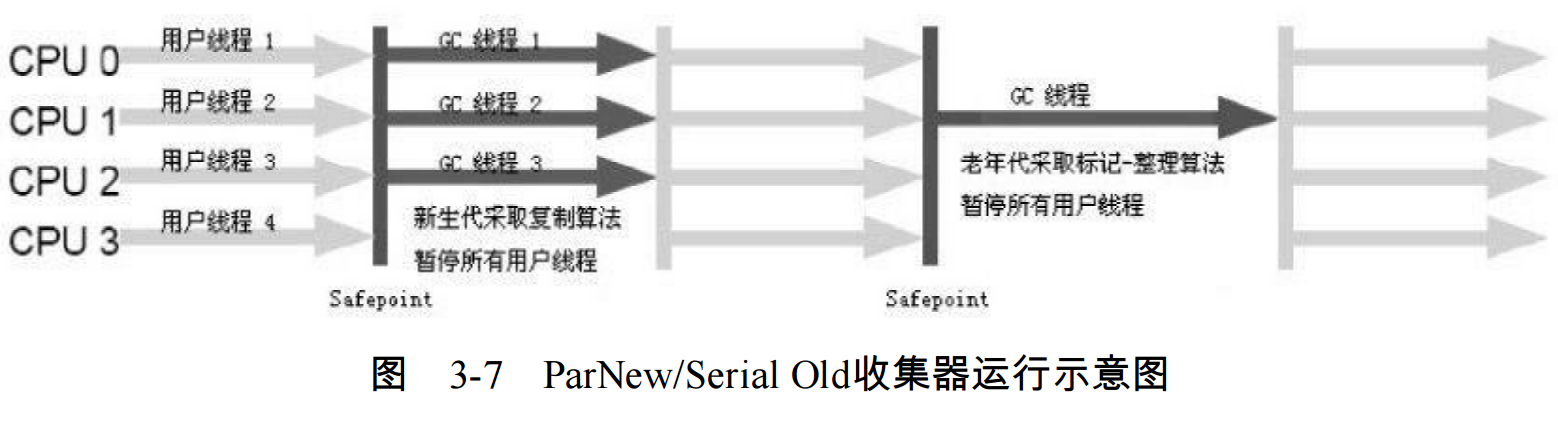 CPU 0
用户线程 1
GC 线程 1
CPU 1
用户线程 2
GC 线程 2
GC 线程
CPU 2
用户线程 3
GC 线程 3
老年代采取标记-整理算法
暂停所有用户线程
CPU 3
用户线程 4
新生代采取复制算法
暂停所有用户线程
Safepoint
Safepoint
图 3-7 ParNew/Serial Old收集器运行示意图